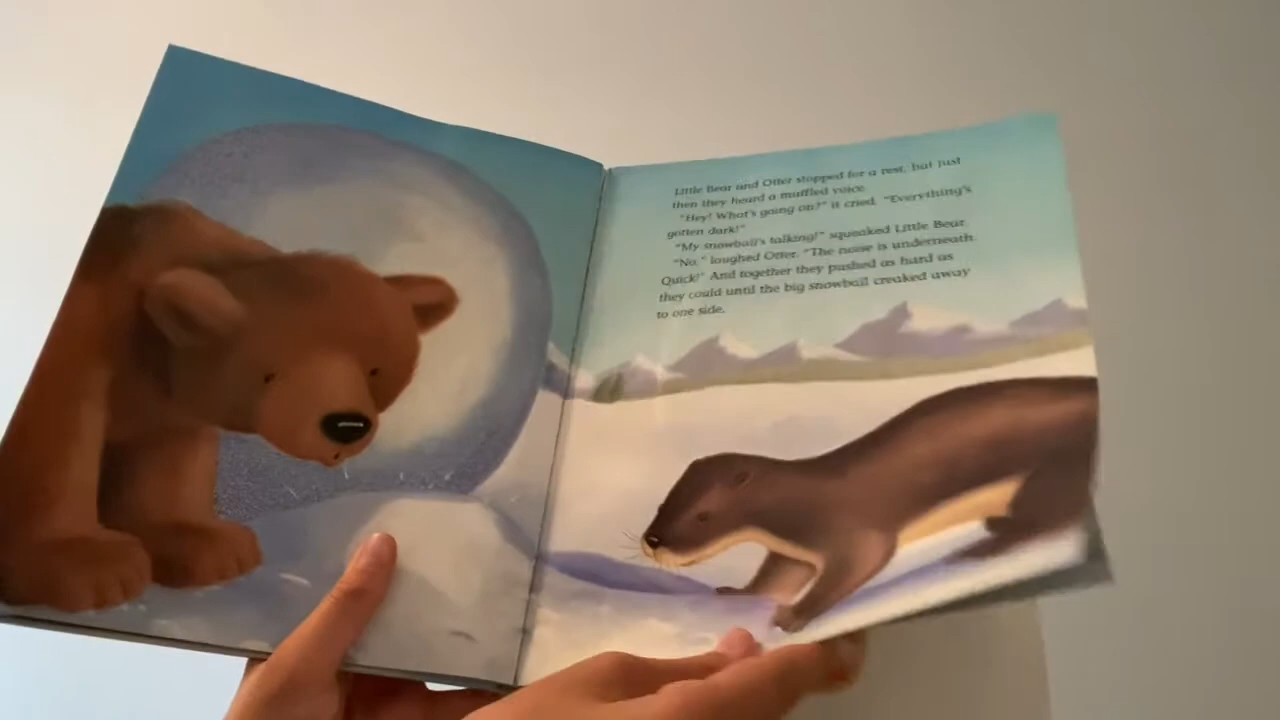 Little Bear and Otter stopped for a rest, but just
then they heard a muffled voice.
"Hey! What's going on?" it cried. "Everything's
gotten dark!"
"My snowball's talking!" squeaked Little Bear.
"No," laughed Otter. "The noise is underneath.
Quick!" And together they pushed as hard as
they could until the big snowball creaked away
to one side.